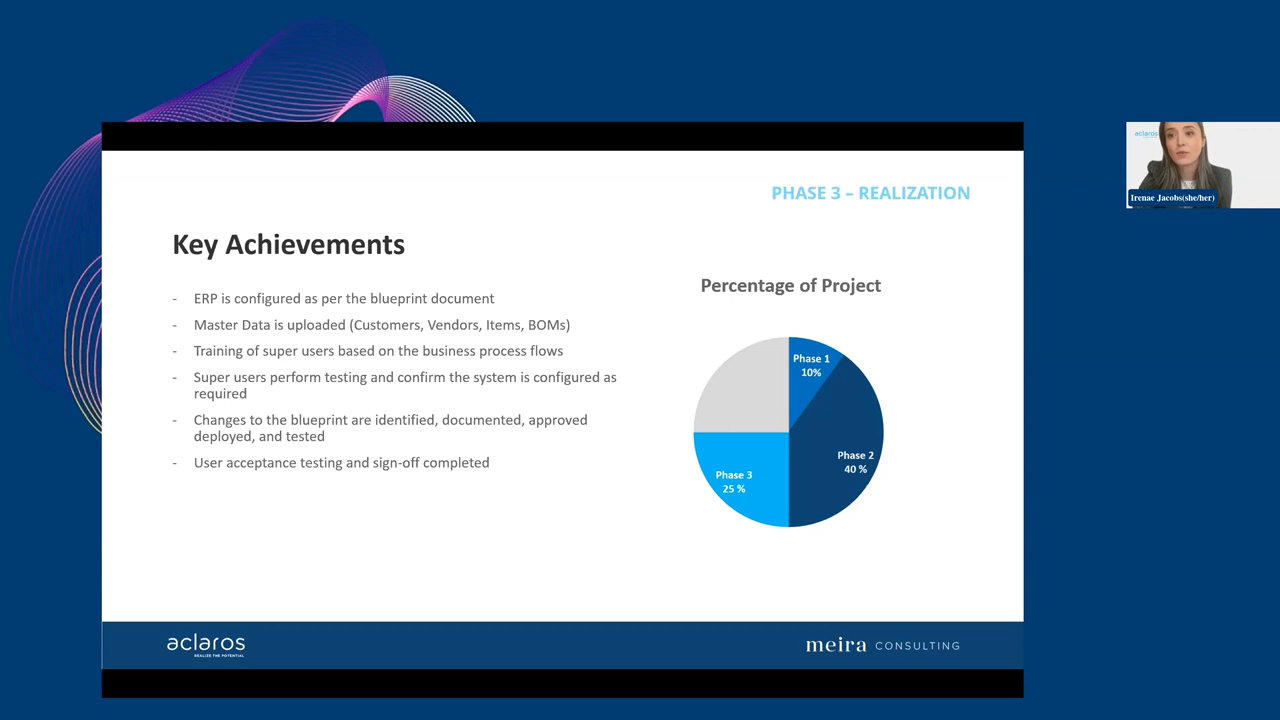 PHASE 3 – REALIZATION
Key Achievements
- ERP is configured as per the blueprint document
- Master Data is uploaded (Customers, Vendors, Items, BOMs)
- Training of super users based on the business process flows
- Super users perform testing and confirm the system is configured as
required
- Changes to the blueprint are identified, documented, approved
deployed, and tested
- User acceptance testing and sign-off completed
Percentage of Project
Phase 1
10%
Phase 2
40 %
Phase 3
25 %
aclaros
REALIZE THE POTENTIAL
meira CONSULTING
aclaros
Irenae Jacobs(she/her)